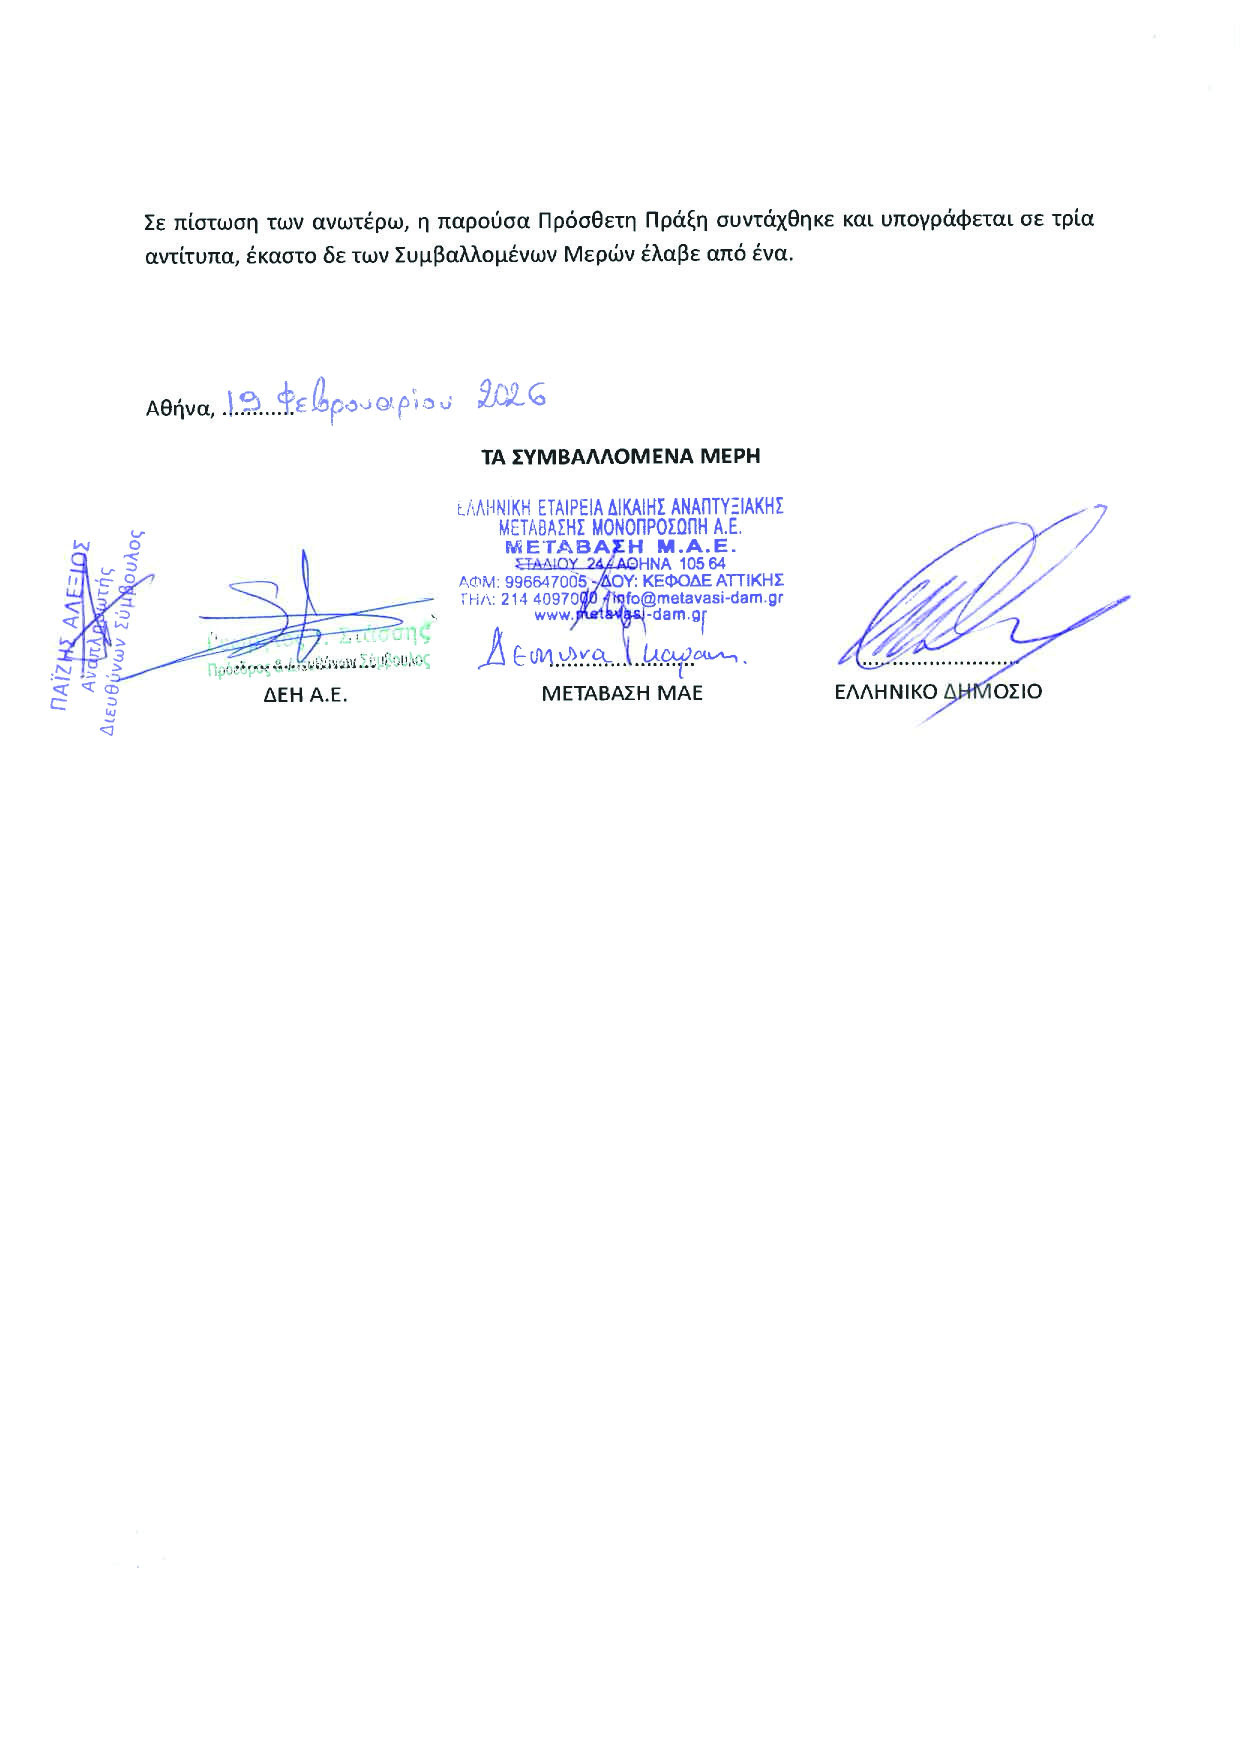 Σε πίστωση των ανωτέρω, η παρούσα Πρόσθετη Πράξη συντάχθηκε και υπογράφεται σε τρία
αντίτυπα, έκαστο δε των Συμβαλλομένων Μερών έλαβε από ένα.
Αθήνα, ............ 19 Φεβρουαρίου 2026
ΤΑ ΣΥΜΒΑΛΛΟΜΕΝΑ ΜΕΡΗ
ΠΑΪΖΗΣ ΑΛΕΞΙΟΣ
Αναπληρωτής
Διευθύνων Σύμβουλος
Στάσσης
Πρόεδρος & Διευθύνων Σύμβουλος
ΔΕΗ Α.Ε.
ΕΛΛΗΝΙΚΗ ΕΤΑΙΡΕΙΑ ΔΙΚΑΙΗΣ ΑΝΑΠΤΥΞΙΑΚΗΣ
ΜΕΤΑΒΑΣΗΣ ΜΟΝΟΠΡΟΣΩΠΗ Α.Ε.
ΜΕΤΑΒΑΣΗ Μ.Α.Ε.
ΣΤΑΔΙΟΥ 24, ΑΘΗΝΑ 105 64
ΑΦΜ: 996647005 - ΔΟΥ: ΚΕΦΟΔΕ ΑΤΤΙΚΗΣ
ΤΗΛ: 214 4097000 / info@metavasi-dam.gr
www.metavasi-dam.gr
ΜΕΤΑΒΑΣΗ ΜΑΕ
ΕΛΛΗΝΙΚΟ ΔΗΜΟΣΙΟ